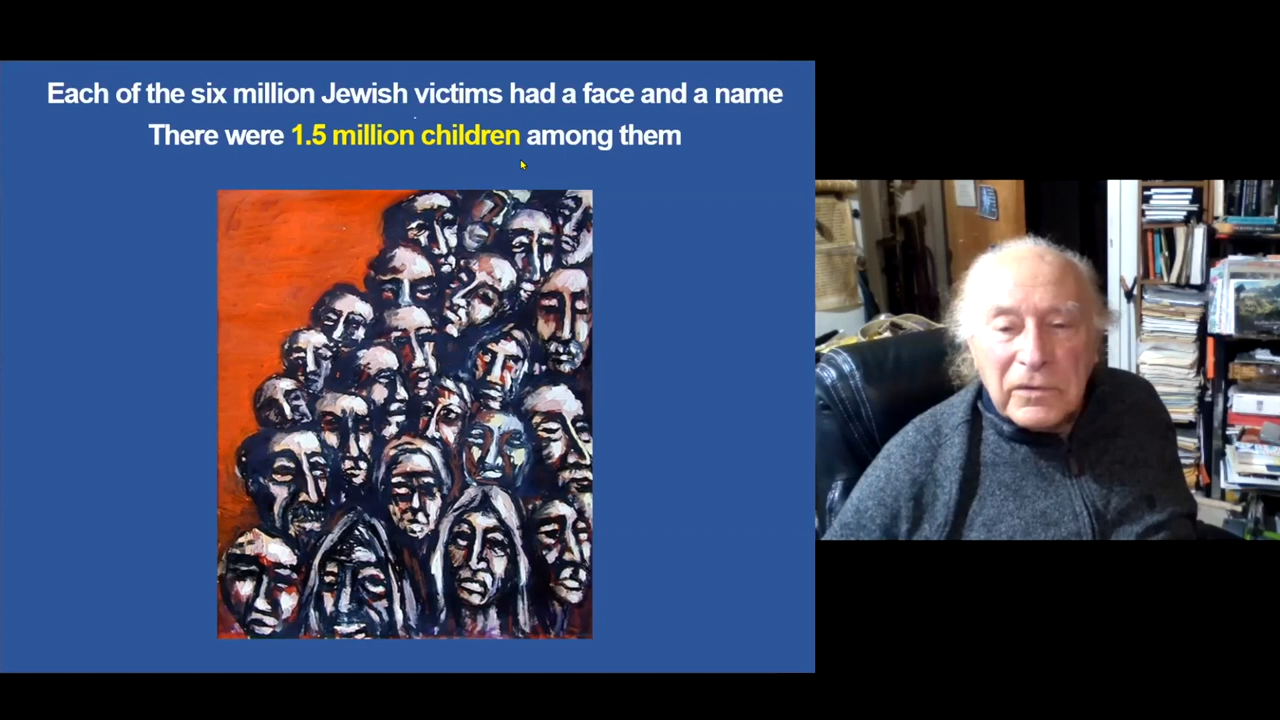 Each of the six million Jewish victims had a face and a name
There were 1.5 million children among them